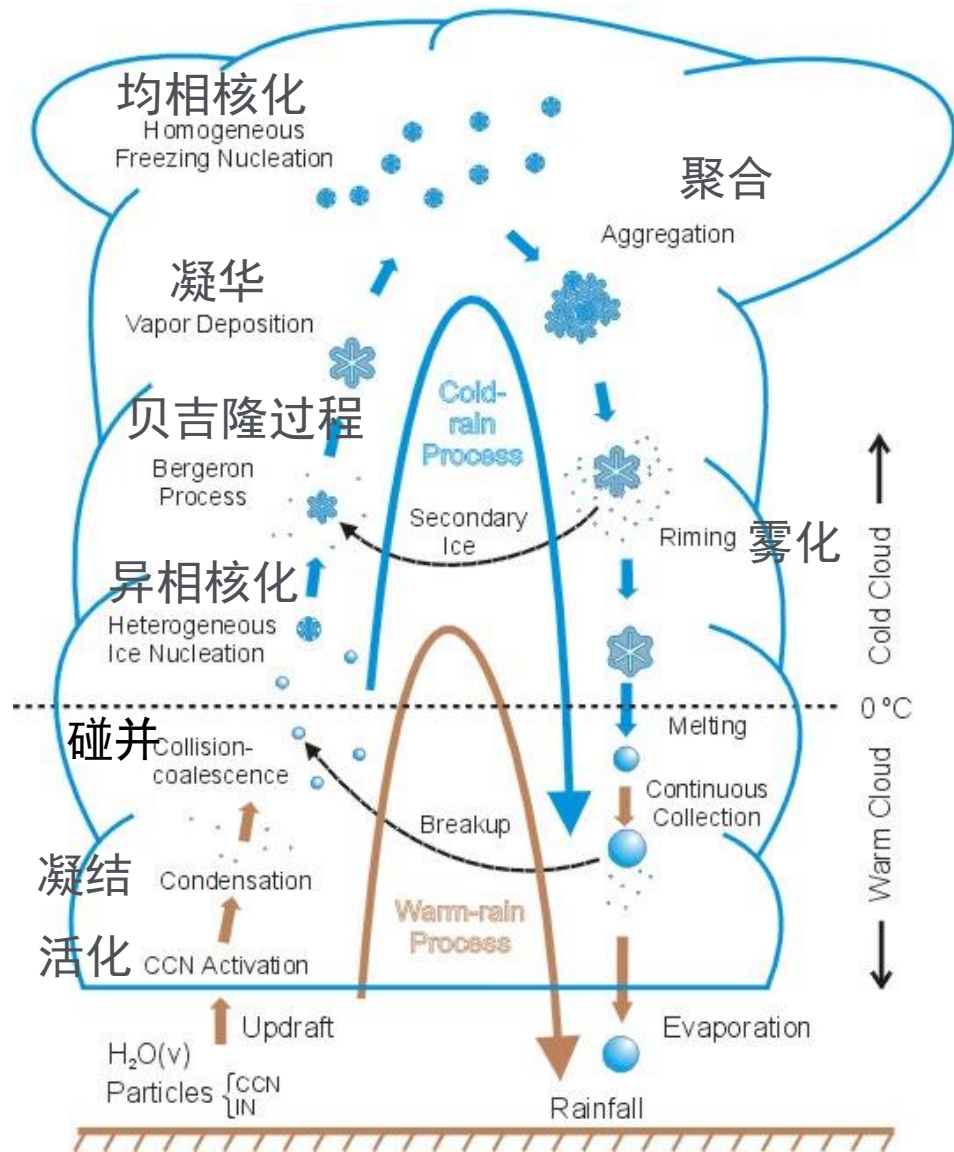 均相核化
Homogeneous
Freezing Nucleation
聚合
Aggregation
凝华
Vapor Deposition
Cold-
rain
Process
贝吉隆过程
Bergeron
Process
Secondary
Ice
Riming 雾化
Cold Cloud
异相核化
Heterogeneous
Ice Nucleation
0 °C
碰并
Collision-
coalescence
Melting
Continuous
Collection
Breakup
Warm Cloud
凝结
Condensation
Warm-rain
Process
活化
CCN Activation
Updraft
Evaporation
H₂O(v)
Particles {CCN
IN
Rainfall